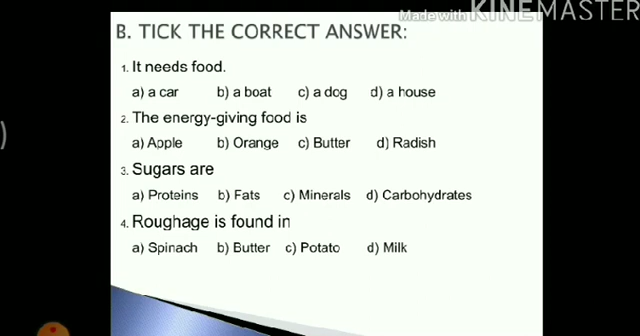 Made with KINEMASTER
B. TICK THE CORRECT ANSWER:
1. It needs food.
a) a car b) a boat c) a dog d) a house
2. The energy-giving food is
a) Apple b) Orange c) Butter d) Radish
3. Sugars are
a) Proteins b) Fats c) Minerals d) Carbohydrates
4. Roughage is found in
a) Spinach b) Butter c) Potato d) Milk
)